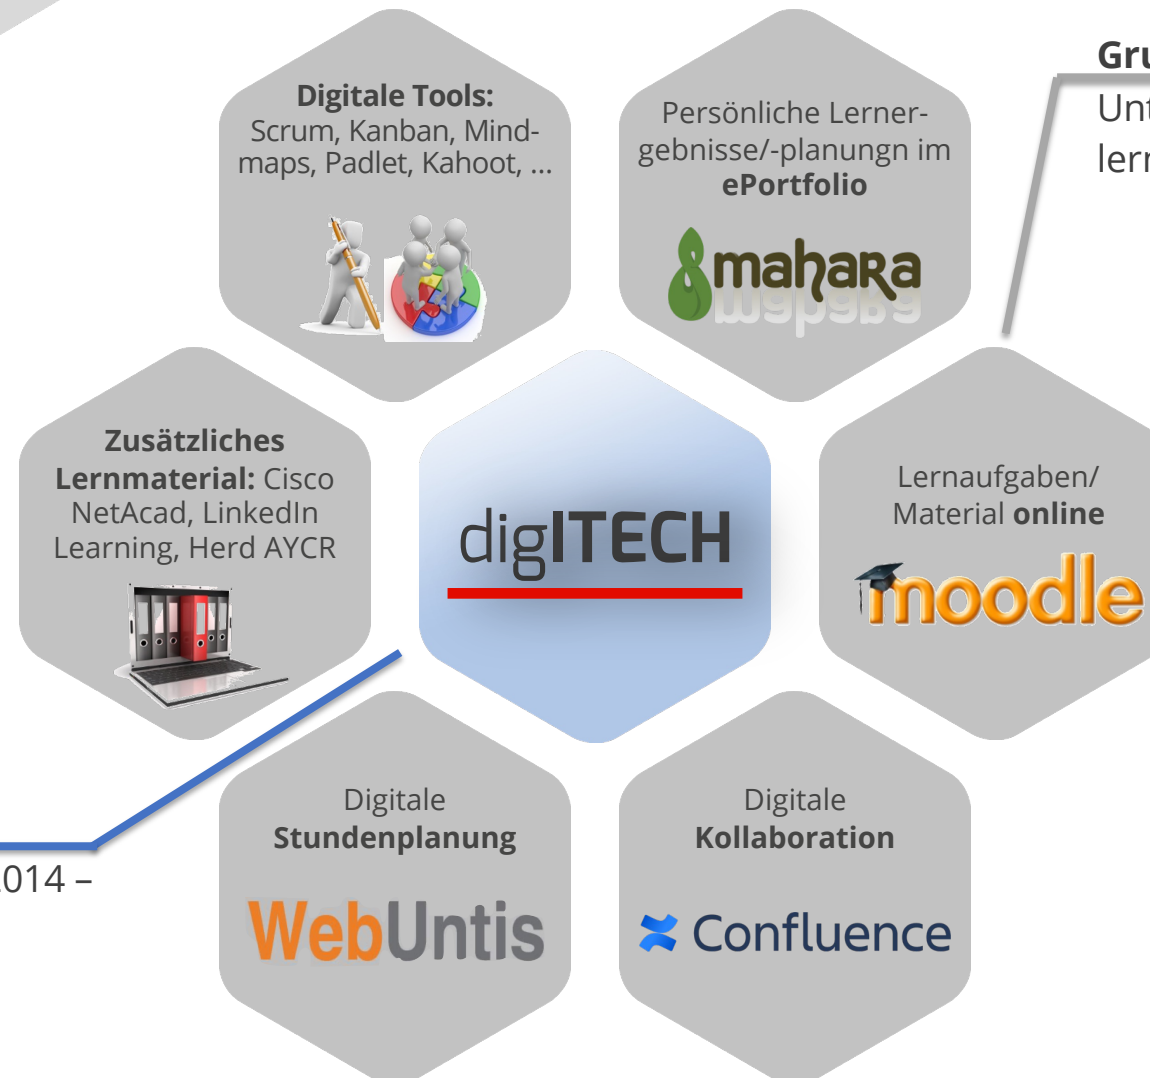 Digitale Tools:
Scrum, Kanban, Mind-
maps, Padlet, Kahoot, ...
Persönliche Lerner-
gebnisse/-planungn im
ePortfolio
mahara
Gru
Unt
lern
Zusätzliches
Lernmaterial: Cisco
NetAcad, LinkedIn
Learning, Herd AYCR
digITECH
Lernaufgaben/
Material online
moodle
Digitale
Stundenplanung
WebUntis
Digitale
Kollaboration
Confluence
014 –